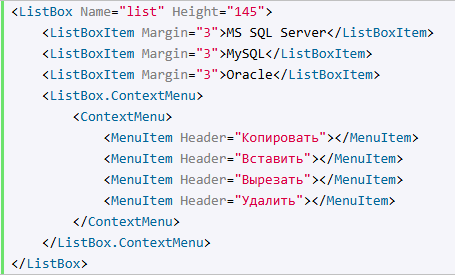 <ListBox Name="list" Height="145">
    <ListBoxItem Margin="3">MS SQL Server</ListBoxItem>
    <ListBoxItem Margin="3">MySQL</ListBoxItem>
    <ListBoxItem Margin="3">Oracle</ListBoxItem>
    <ListBox.ContextMenu>
        <ContextMenu>
            <MenuItem Header="Копировать"></MenuItem>
            <MenuItem Header="Вставить"></MenuItem>
            <MenuItem Header="Вырезать"></MenuItem>
            <MenuItem Header="Удалить"></MenuItem>
        </ContextMenu>
    </ListBox.ContextMenu>
</ListBox>